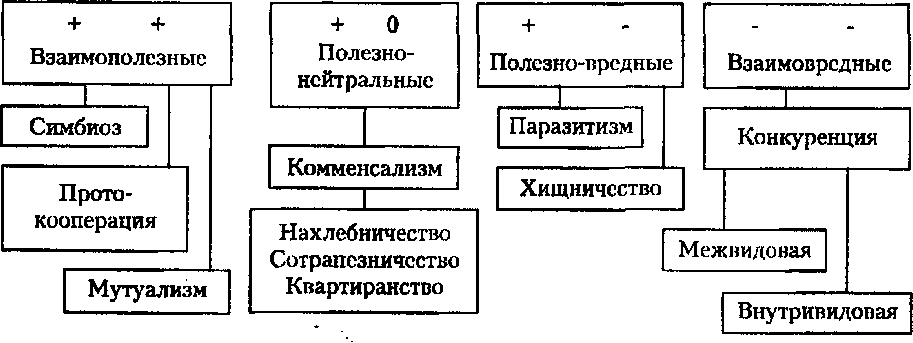 + +
Взаимополезные
Симбиоз
Прото-
кооперация
Мутуализм
+ 0
Полезно-
нейтральные
Комменсализм
Нахлебничество
Сотрапезничество
Квартиранство
+ -
Полезно-вредные
Паразитизм
Хищничество
- -
Взаимовредные
Конкуренция
Межвидовая
Внутривидовая